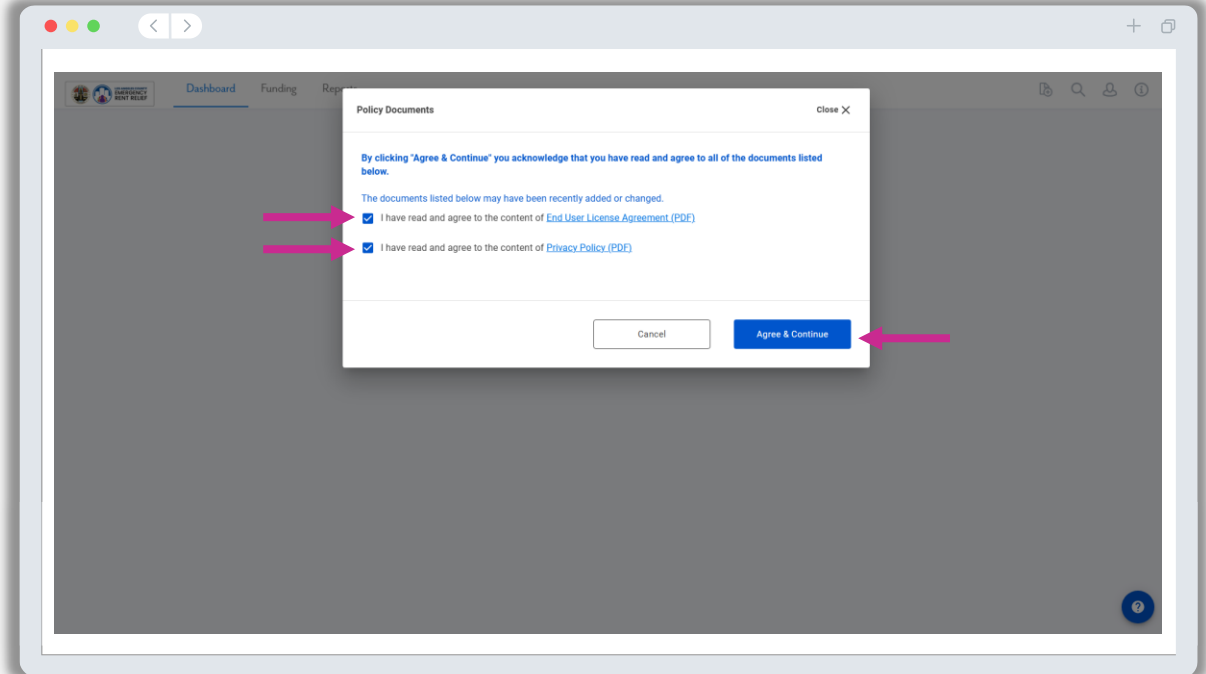 LOS ANGELES COUNTY
EMERGENCY
RENT RELIEF
Dashboard
Funding
Policy Documents
Close
By clicking "Agree & Continue" you acknowledge that you have read and agree to all of the documents listed
below.
The documents listed below may have been recently added or changed.
I have read and agree to the content of End User License Agreement (PDF)
I have read and agree to the content of Privacy Policy (PDF)
Cancel
Agree & Continue